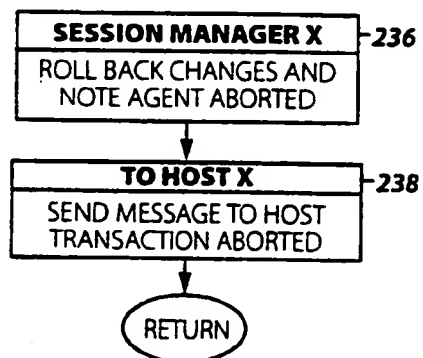 SESSION MANAGER X
236
ROLL BACK CHANGES AND
NOTE AGENT ABORTED
TO HOST X
238
SEND MESSAGE TO HOST
TRANSACTION ABORTED
RETURN